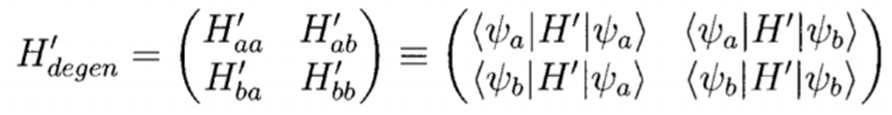 H'_{degen} = \begin{pmatrix} H'_{aa} & H'_{ab} \\ H'_{ba} & H'_{bb} \end{pmatrix} \equiv \begin{pmatrix} \langle\psi_a|H'|\psi_a\rangle & \langle\psi_a|H'|\psi_b\rangle \\ \langle\psi_b|H'|\psi_a\rangle & \langle\psi_b|H'|\psi_b\rangle \end{pmatrix}